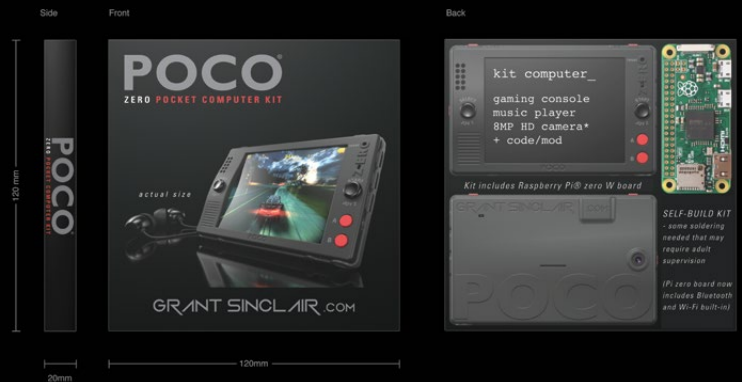 Side
Front
Back
120 mm
POCO
ZERO POCKET COMPUTER KIT
POCO®
ZERO POCKET COMPUTER KIT
actual size
GRANT SINCLAIR.COM
kit computer_
gaming console
music player
8MP HD camera*
+ code/mod
A
B
Kit includes Raspberry Pi® zero W board
GRANT SINCLAIR
.COM
POCO
SELF-BUILD KIT
- some soldering
needed that may
require adult
supervision
(Pi zero board now
includes Bluetooth
and Wi-Fi built-in)
20mm
120mm